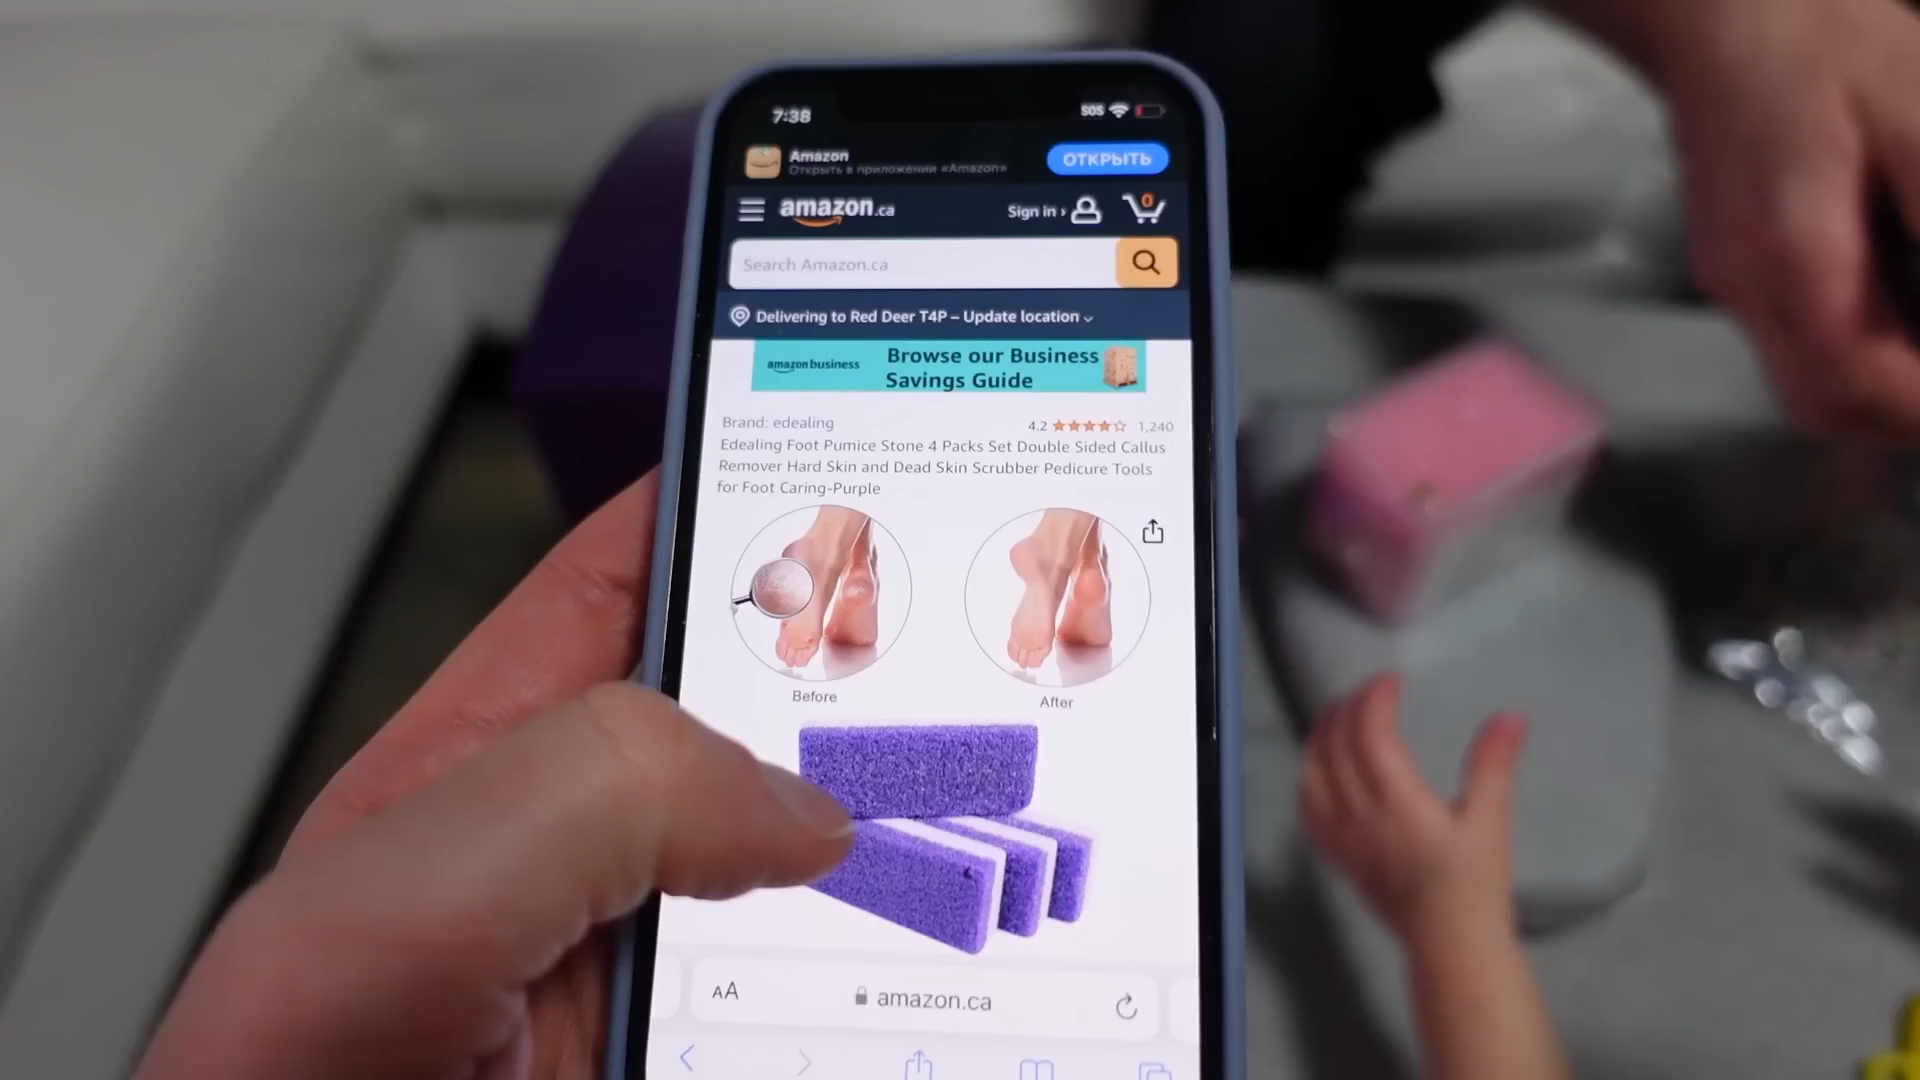 7:38
SOS
Amazon
Открыть в приложении «Amazon»
ОТКРЫТЬ
amazon.ca
Sign in ›
0
Search Amazon.ca
Delivering to Red Deer T4P – Update location
amazon business
Browse our Business
Savings Guide
Brand: edealing
4.2
1,240
Edealing Foot Pumice Stone 4 Packs Set Double Sided Callus
Remover Hard Skin and Dead Skin Scrubber Pedicure Tools
for Foot Caring-Purple
Before
After
AA
amazon.ca